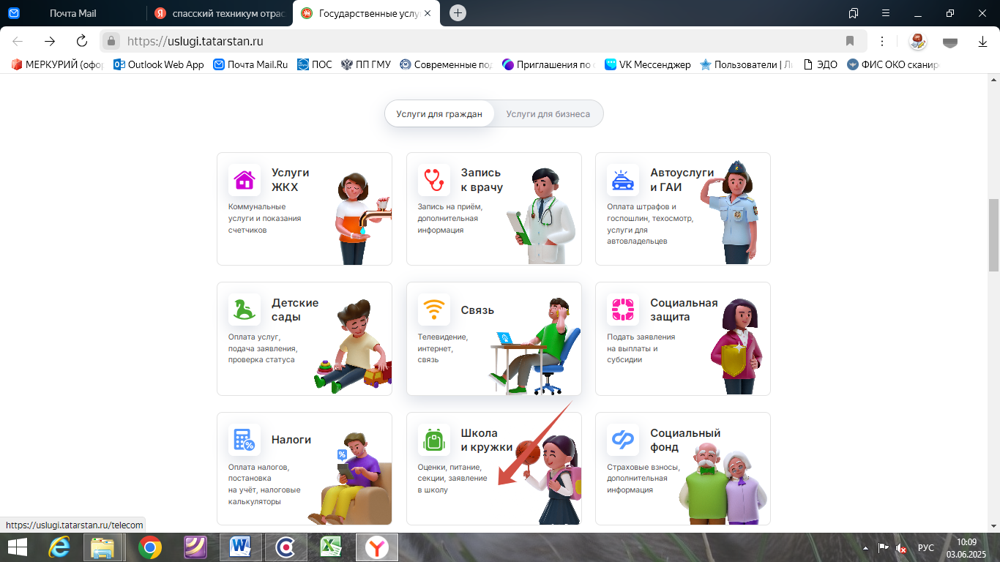 Почта Mail
спасский техникум отрас
Государственные услу
https://uslugi.tatarstan.ru
МЕРКУРИЙ (офор
Outlook Web App
Почта Mail.Ru
ПОС
ПП ГМУ
Современные под
Приглашения по
VK Мессенджер
Пользователи | Ли
ЭДО
ФИС ОКО сканир
Услуги для граждан
Услуги для бизнеса
Услуги
ЖКХ
Коммунальные
услуги и показания
счетчиков
Запись
к врачу
Запись на приём,
дополнительная
информация
Автоуслуги
и ГАИ
Оплата штрафов и
госпошлин, техосмотр,
услуги для
автовладельцев
Детские
сады
Оплата услуг,
подача заявления,
проверка статуса
Связь
Телевидение,
интернет,
связь
Социальная
защита
Подать заявления
на выплаты и
субсидии
Налоги
Оплата налогов,
постановка
на учёт, налоговые
калькуляторы
Школа
и кружки
Оценки, питание,
секции, заявление
в школу
Социальный
фонд
Страховые взносы,
дополнительная
информация
https://uslugi.tatarstan.ru/telecom
РУС
10:09
03.06.2025